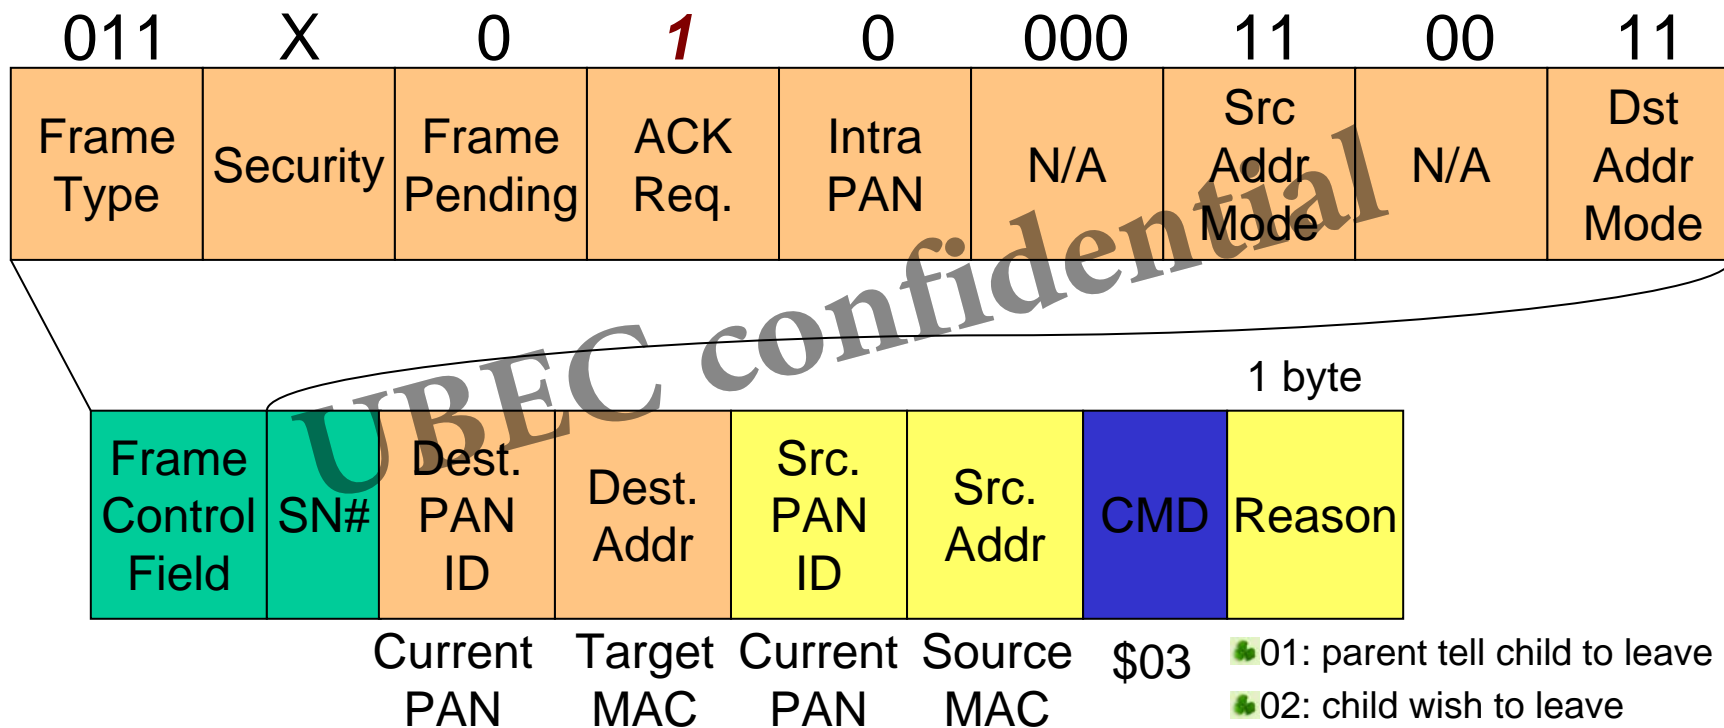 011 X 0 1 0 000 11 00 11
Frame Type
Security
Frame Pending
ACK Req.
Intra PAN
N/A
Src Addr Mode
N/A
Dst Addr Mode
UBEC confidential
1 byte
Frame Control Field
SN#
Dest. PAN ID
Dest. Addr
Src. PAN ID
Src. Addr
CMD
Reason
Current PAN
Target MAC
Current PAN
Source MAC
$03
01: parent tell child to leave
02: child wish to leave